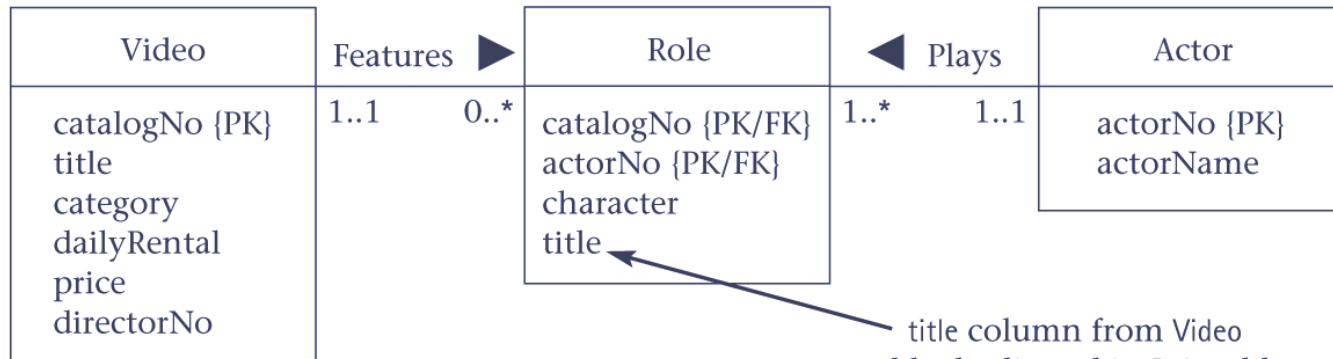 Video
Features
Role
Plays
Actor
1..1
0..*
1..*
1..1
catalogNo {PK}
title
category
dailyRental
price
directorNo
catalogNo {PK/FK}
actorNo {PK/FK}
character
title
actorNo {PK}
actorName
title column from Video